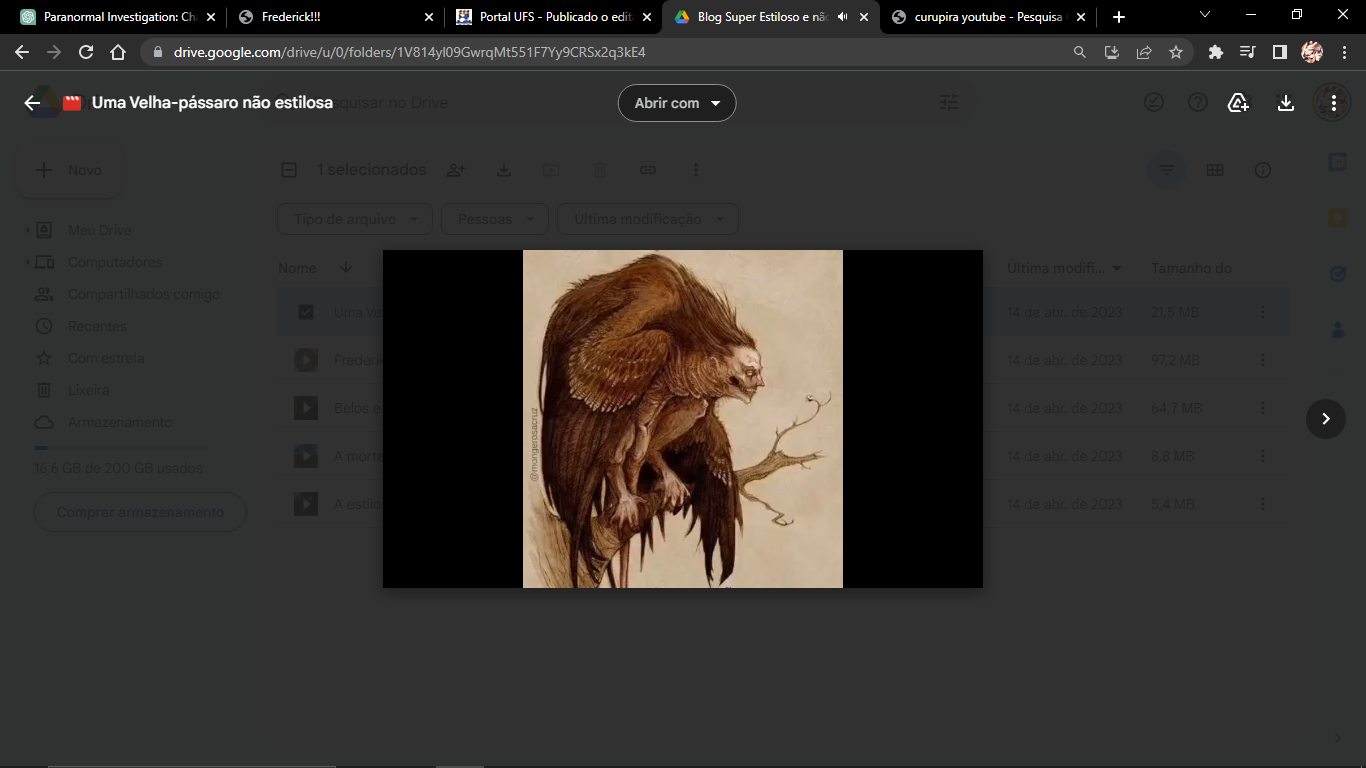 Paranormal Investigation: Cha
Frederick!!!
Portal UFS - Publicado o edita
Blog Super Estiloso e não
curupira youtube - Pesquisa
drive.google.com/drive/u/0/folders/1V814yl09GwrqMt551F7Yy9CRSx2q3kE4
Uma Velha-pássaro não estilosa
Pesquisar no Drive
Abrir com
Novo
1 selecionados
Tipo de arquivo
Pessoas
Última modificação
Meu Drive
Computadores
Compartilhados comigo
Recentes
Com estrela
Lixeira
Armazenamento
16,6 GB de 200 GB usados
Comprar armazenamento
Nome
Última modifi...
Tamanho do
Uma Ve
14 de abr. de 2023
21,5 MB
Frederik
14 de abr. de 2023
97,2 MB
Belos e
14 de abr. de 2023
64,7 MB
A morte
14 de abr. de 2023
8,8 MB
A estilo
14 de abr. de 2023
5,4 MB
@mongerosacruz